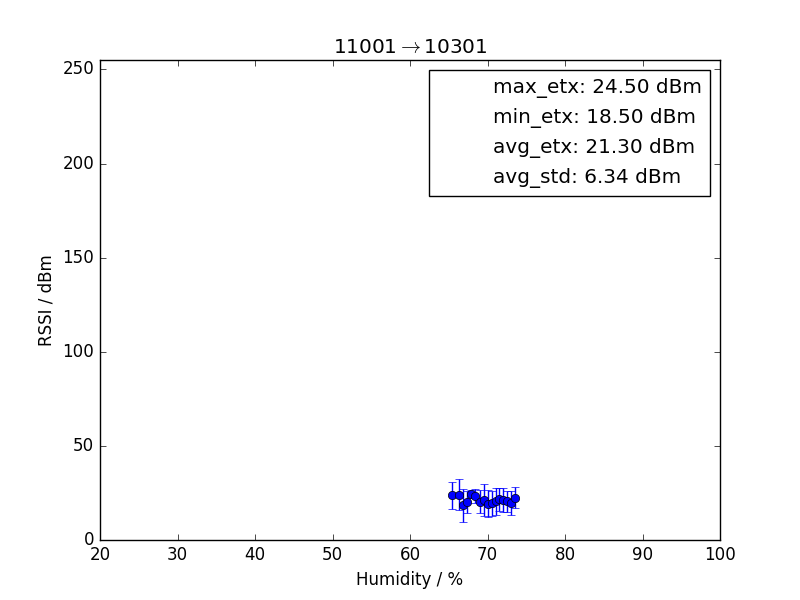 11001→10301
max_etx: 24.50 dBm
min_etx: 18.50 dBm
avg_etx: 21.30 dBm
avg_std: 6.34 dBm
RSSI / dBm
250
200
150
100
50
0
20 30 40 50 60 70 80 90 100
Humidity / %